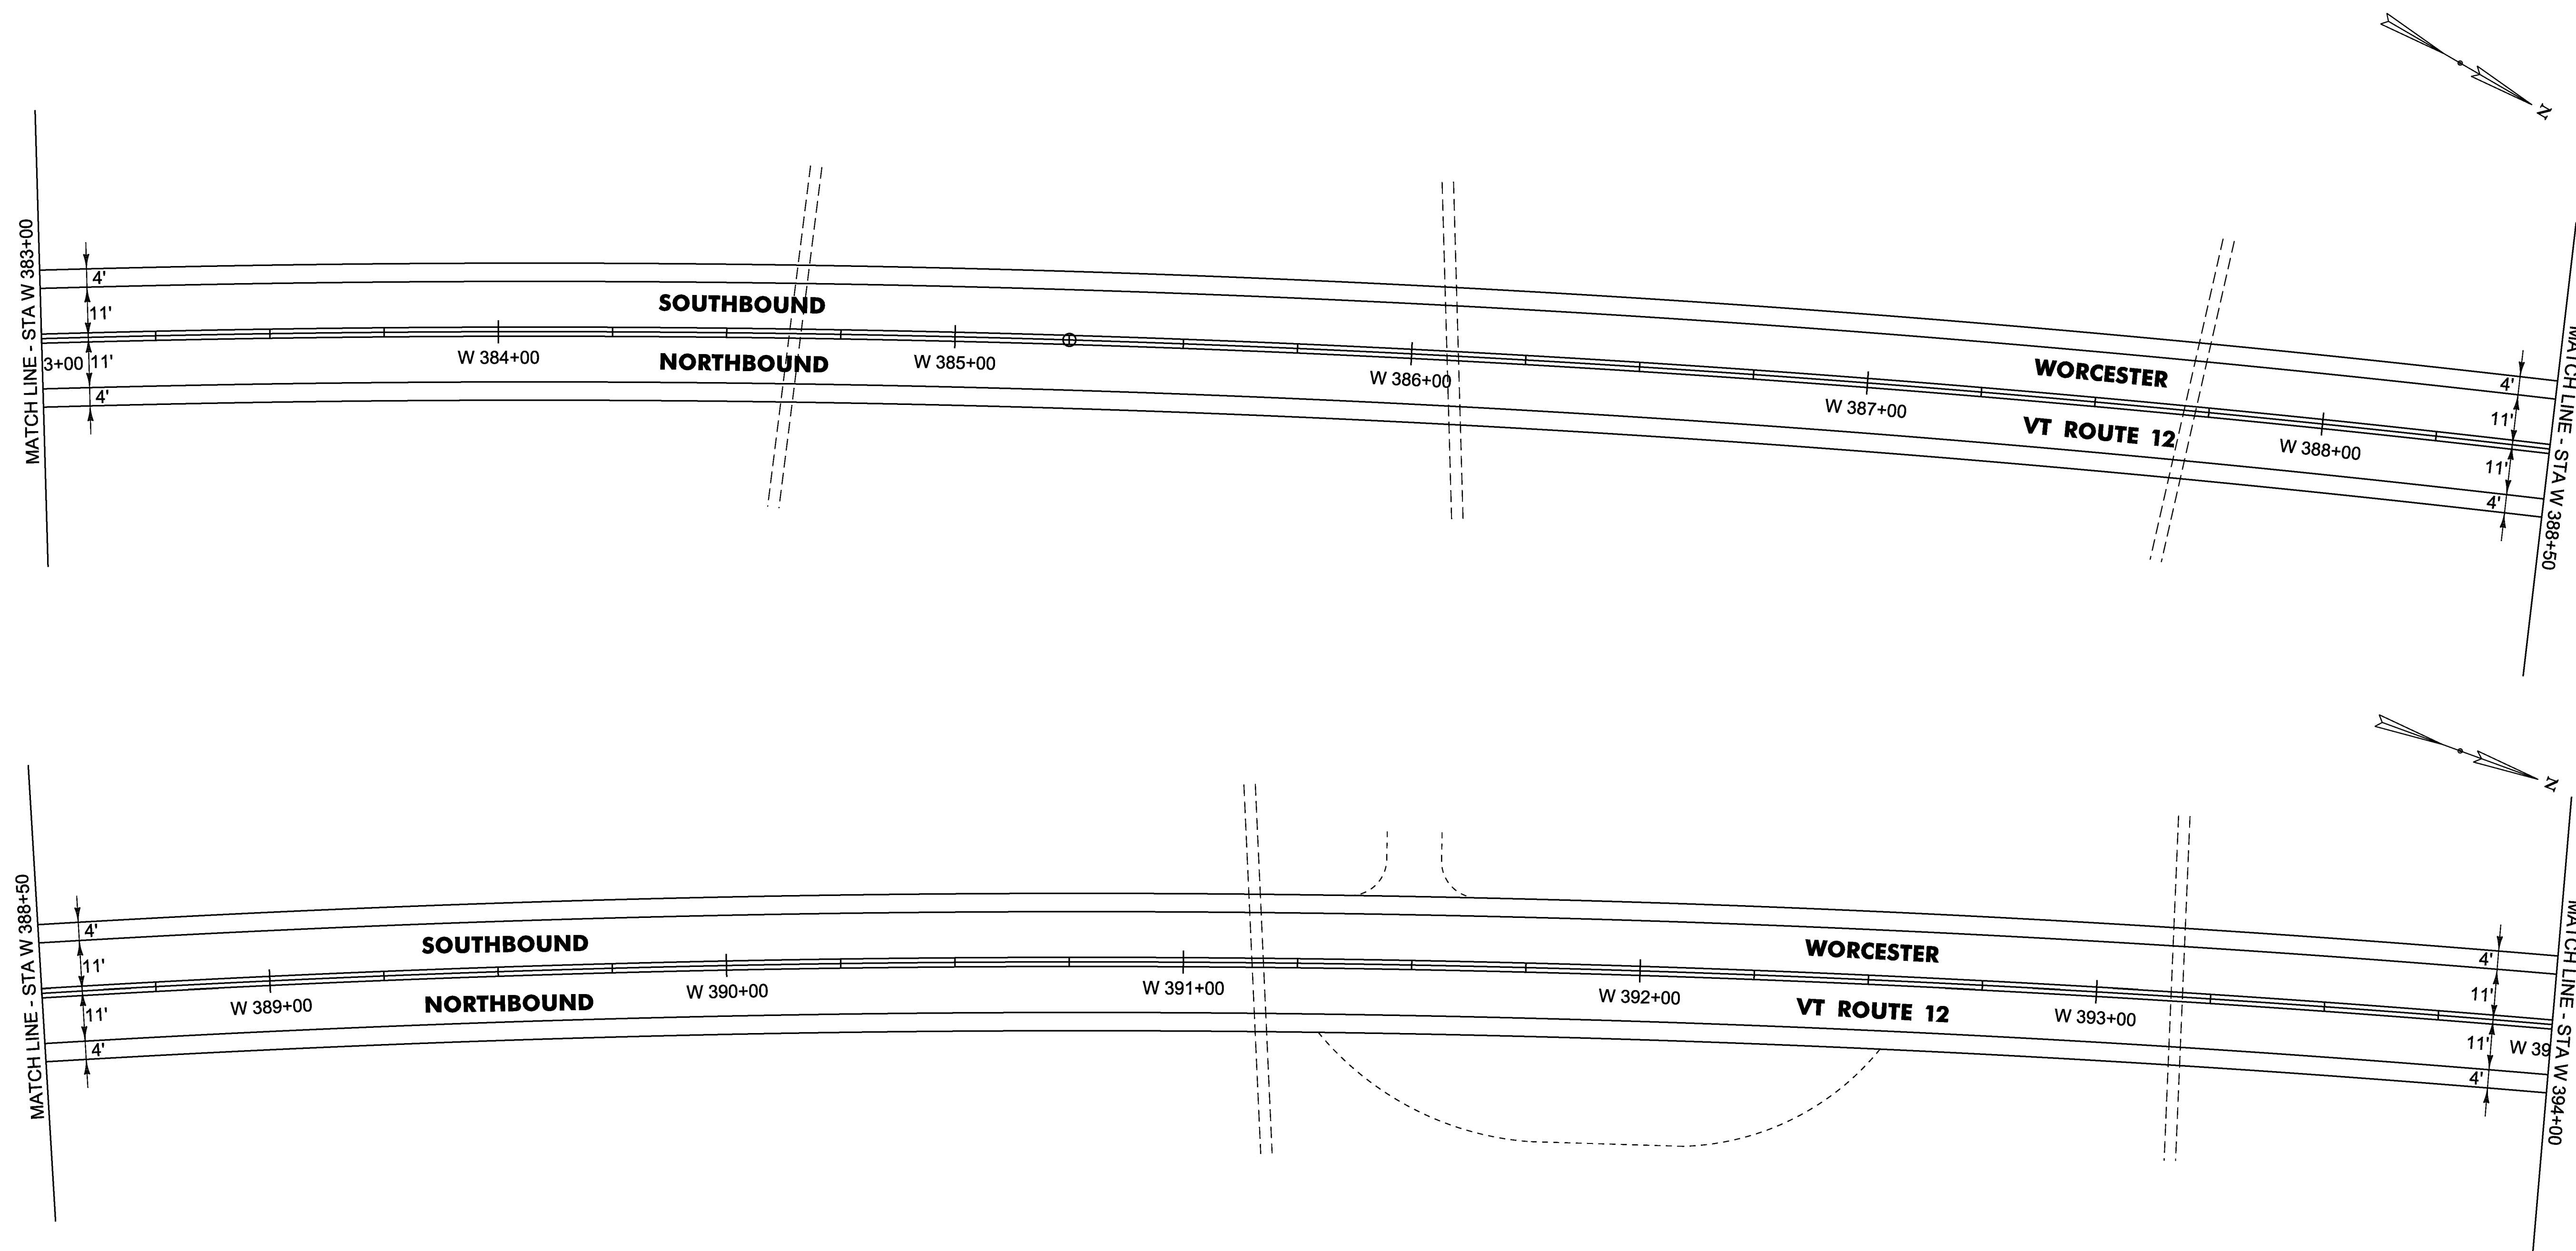 N
MATCH LINE - STA W 383+00
4'
11'
3+00
11'
4'
SOUTHBOUND
NORTHBOUND
W 384+00
W 385+00
W 386+00
W 387+00
W 388+00
WORCESTER
VT ROUTE 12
4'
11'
11'
4'
MATCH LINE - STA W 388+50
N
MATCH LINE - STA W 388+50
4'
11'
11'
4'
SOUTHBOUND
NORTHBOUND
W 389+00
W 390+00
W 391+00
W 392+00
W 393+00
WORCESTER
VT ROUTE 12
4'
11'
11'
4'
W 39
MATCH LINE - STA W 394+00